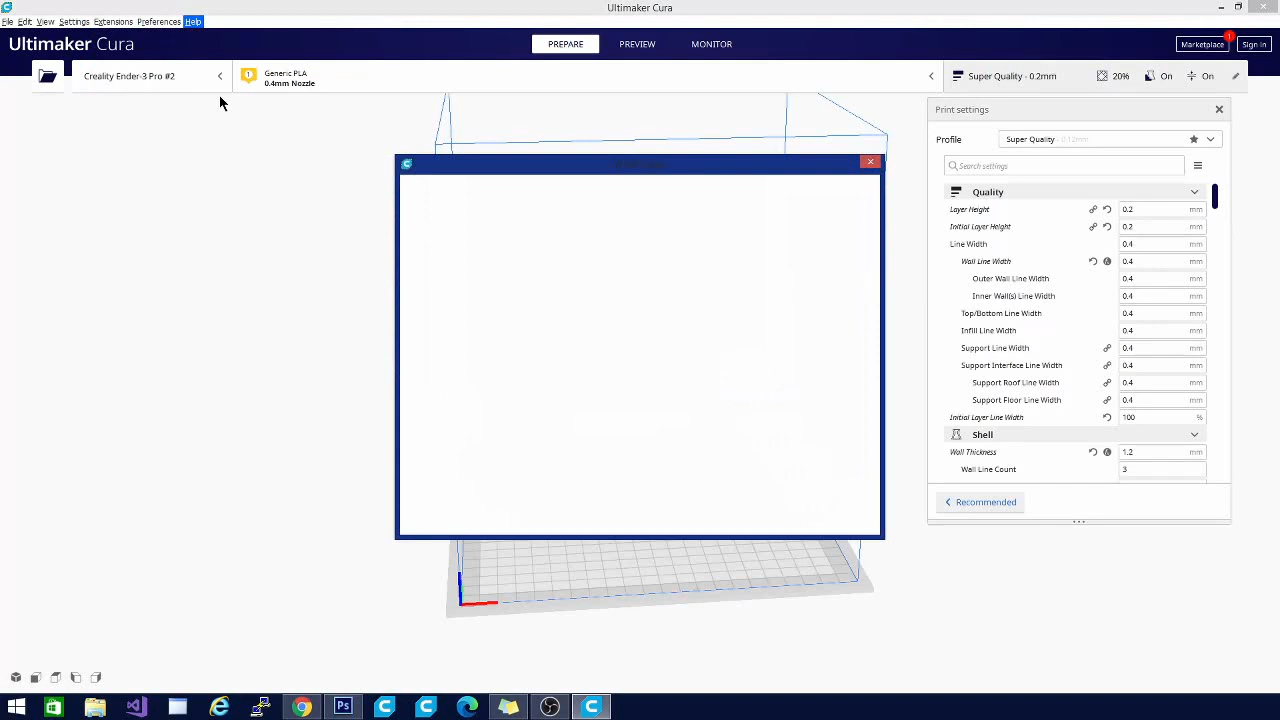 Ultimaker Cura
File Edit View Settings Extensions Preferences Help
Ultimaker Cura
PREPARE PREVIEW MONITOR
Marketplace 1 Sign in
Creality Ender-3 Pro #2
1 Generic PLA
0.4mm Nozzle
Super Quality - 0.2mm 20% On On
Print settings
Profile Super Quality - 0.12mm
Search settings
Quality
Layer Height 0.2 mm
Initial Layer Height 0.2 mm
Line Width 0.4 mm
Wall Line Width 0.4 mm
Outer Wall Line Width 0.4 mm
Inner Wall(s) Line Width 0.4 mm
Top/Bottom Line Width 0.4 mm
Infill Line Width 0.4 mm
Support Line Width 0.4 mm
Support Interface Line Width 0.4 mm
Support Roof Line Width 0.4 mm
Support Floor Line Width 0.4 mm
Initial Layer Line Width 100 %
Shell
Wall Thickness 1.2 mm
Wall Line Count 3
Recommended
Ps